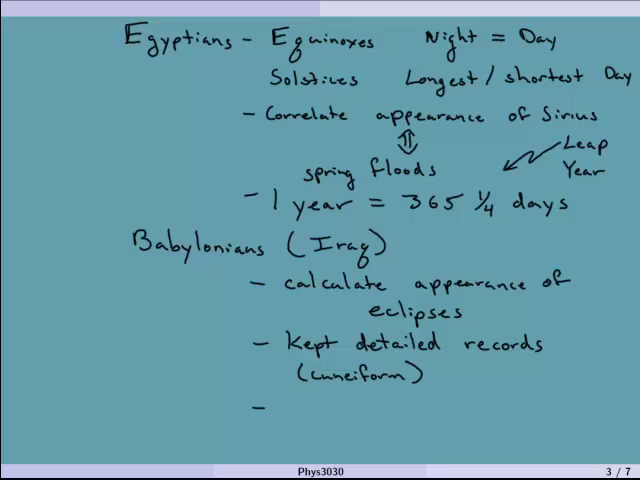 Egyptians - Equinoxes Night = Day
Solstices Longest / shortest Day
- Correlate appearance of Sirius
⇕
spring floods
Leap
Year
- 1 year = 365 1/4 days
Babylonians (Iraq)
- calculate appearance of
eclipses
- Kept detailed records
(cuneiform)
-
Phys3030 3 / 7